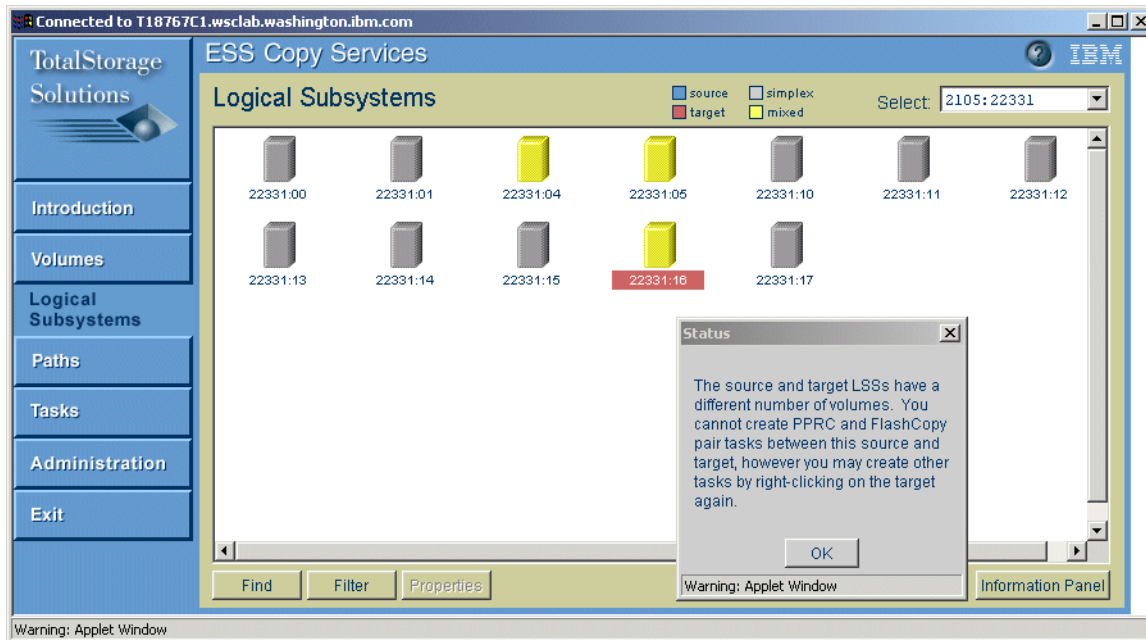 Connected to T18767C1.wsclab.washington.ibm.com
TotalStorage
Solutions
ESS Copy Services
? IBM
Logical Subsystems
source
simplex
target
mixed
Select: 2105:22331
22331:00 22331:01 22331:04 22331:05 22331:10 22331:11 22331:12
22331:13 22331:14 22331:15 22331:16 22331:17
Introduction
Volumes
Logical
Subsystems
Paths
Tasks
Administration
Exit
Status
The source and target LSSs have a
different number of volumes. You
cannot create PPRC and FlashCopy
pair tasks between this source and
target, however you may create other
tasks by right-clicking on the target
again.
OK
Warning: Applet Window
Find Filter Properties
Information Panel
Warning: Applet Window